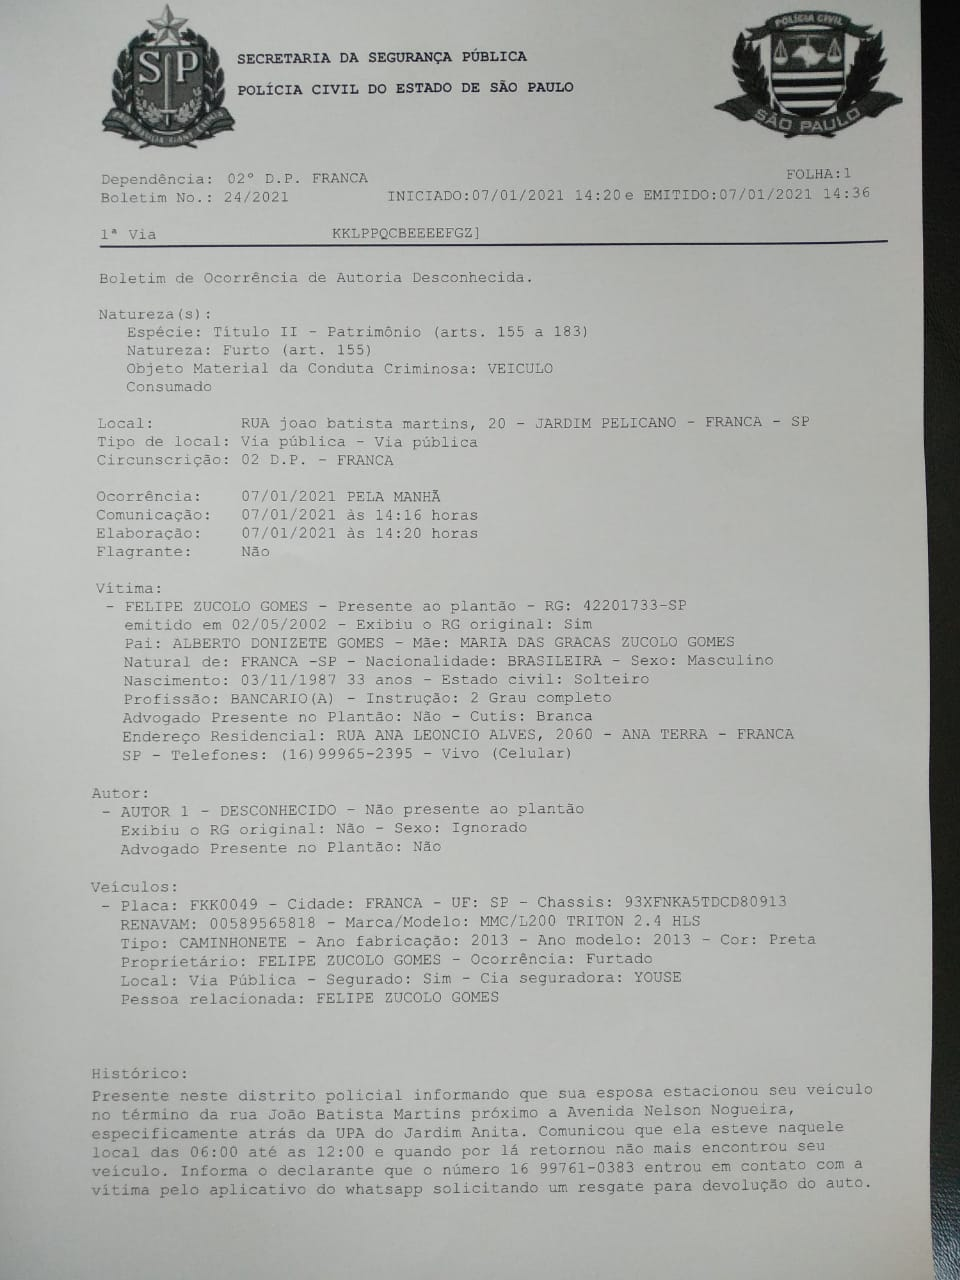 SP
SECRETARIA DA SEGURANÇA PÚBLICA
POLÍCIA CIVIL DO ESTADO DE SÃO PAULO
POLÍCIA CIVIL
SÃO PAULO
Dependência: 02º D.P. FRANCA
FOLHA:1
Boletim No.: 24/2021
INICIADO:07/01/2021 14:20 e EMITIDO:07/01/2021 14:36
1ª Via
KKLPPQCBEEEEFGZ]
Boletim de Ocorrência de Autoria Desconhecida.
Natureza(s):
Espécie: Título II - Patrimônio (arts. 155 a 183)
Natureza: Furto (art. 155)
Objeto Material da Conduta Criminosa: VEICULO
Consumado
Local: RUA joao batista martins, 20 - JARDIM PELICANO - FRANCA - SP
Tipo de local: Via pública - Via pública
Circunscrição: 02 D.P. - FRANCA
Ocorrência: 07/01/2021 PELA MANHÃ
Comunicação: 07/01/2021 às 14:16 horas
Elaboração: 07/01/2021 às 14:20 horas
Flagrante: Não
Vítima:
- FELIPE ZUCOLO GOMES - Presente ao plantão - RG: 42201733-SP
emitido em 02/05/2002 - Exibiu o RG original: Sim
Pai: ALBERTO DONIZETE GOMES - Mãe: MARIA DAS GRACAS ZUCOLO GOMES
Natural de: FRANCA -SP - Nacionalidade: BRASILEIRA - Sexo: Masculino
Nascimento: 03/11/1987 33 anos - Estado civil: Solteiro
Profissão: BANCARIO(A) - Instrução: 2 Grau completo
Advogado Presente no Plantão: Não - Cutis: Branca
Endereço Residencial: RUA ANA LEONCIO ALVES, 2060 - ANA TERRA - FRANCA
SP - Telefones: (16)99965-2395 - Vivo (Celular)
Autor:
- AUTOR 1 - DESCONHECIDO - Não presente ao plantão
Exibiu o RG original: Não - Sexo: Ignorado
Advogado Presente no Plantão: Não
Veículos:
- Placa: FKK0049 - Cidade: FRANCA - UF: SP - Chassis: 93XFNKA5TDCD80913
RENAVAM: 00589565818 - Marca/Modelo: MMC/L200 TRITON 2.4 HLS
Tipo: CAMINHONETE - Ano fabricação: 2013 - Ano modelo: 2013 - Cor: Preta
Proprietário: FELIPE ZUCOLO GOMES - Ocorrência: Furtado
Local: Via Pública - Segurado: Sim - Cia seguradora: YOUSE
Pessoa relacionada: FELIPE ZUCOLO GOMES
Histórico:
Presente neste distrito policial informando que sua esposa estacionou seu veículo
no término da rua João Batista Martins próximo a Avenida Nelson Nogueira,
especificamente atrás da UPA do Jardim Anita. Comunicou que ela esteve naquele
local das 06:00 até as 12:00 e quando por lá retornou não mais encontrou seu
veículo. Informa o declarante que o número 16 99761-0383 entrou em contato com a
vítima pelo aplicativo do whatsapp solicitando um resgate para devolução do auto.